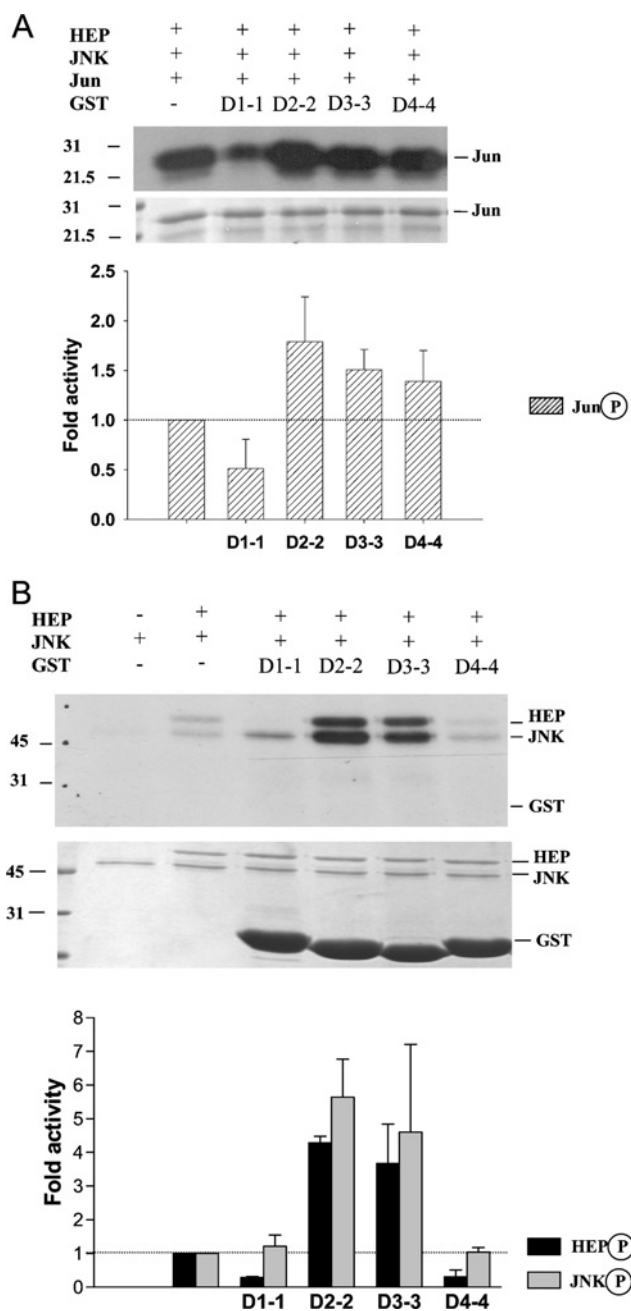 A
HEP + + + + +
JNK + + + + +
Jun + + + + +
GST - D1-1 D2-2 D3-3 D4-4
31 – – Jun
21.5 –
31 – – Jun
21.5 –
2.5
2.0
1.5
1.0
0.5
0.0
Fold activity
Jun P
D1-1 D2-2 D3-3 D4-4
B
HEP - + + + + +
JNK + + + + + +
GST - - D1-1 D2-2 D3-3 D4-4
– HEP
45 – – JNK
31 –
– GST
– HEP
45 – – JNK
31 –
– GST
8
7
6
5
4
3
2
1
0
Fold activity
HEP P
JNK P
D1-1 D2-2 D3-3 D4-4